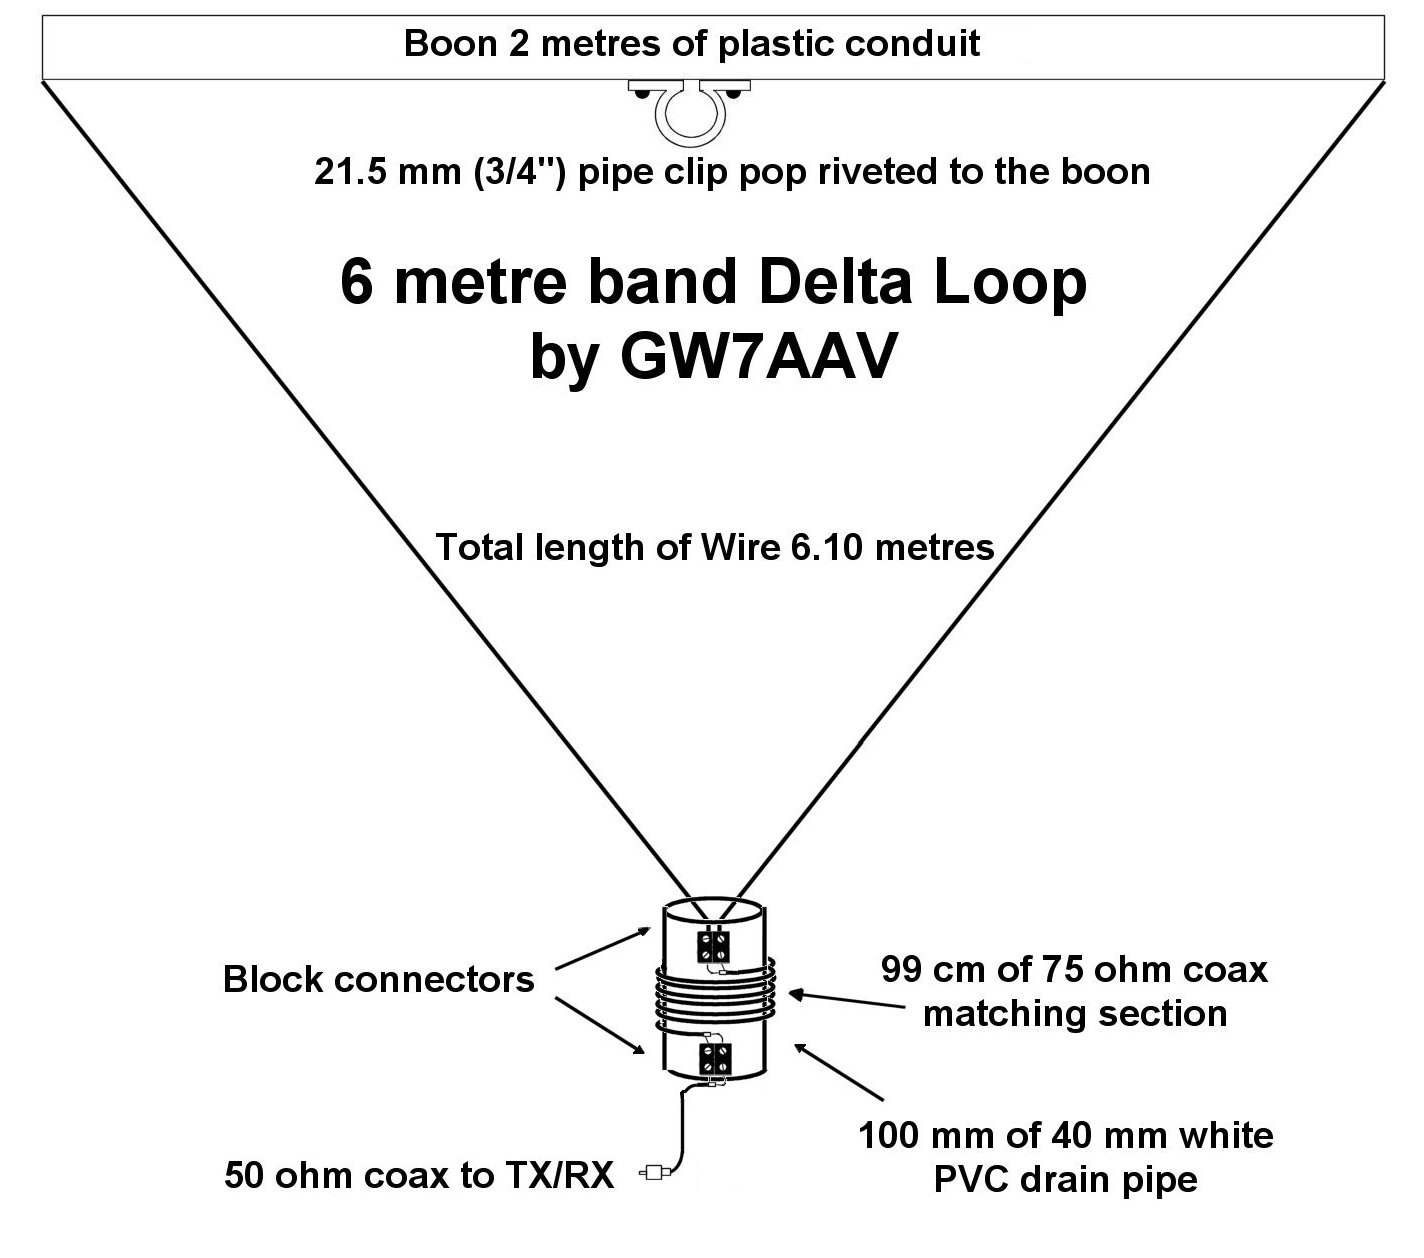 Boon 2 metres of plastic conduit
21.5 mm (3/4") pipe clip pop riveted to the boon
6 metre band Delta Loop
by GW7AAV
Total length of Wire 6.10 metres
Block connectors
99 cm of 75 ohm coax
matching section
100 mm of 40 mm white
PVC drain pipe
50 ohm coax to TX/RX